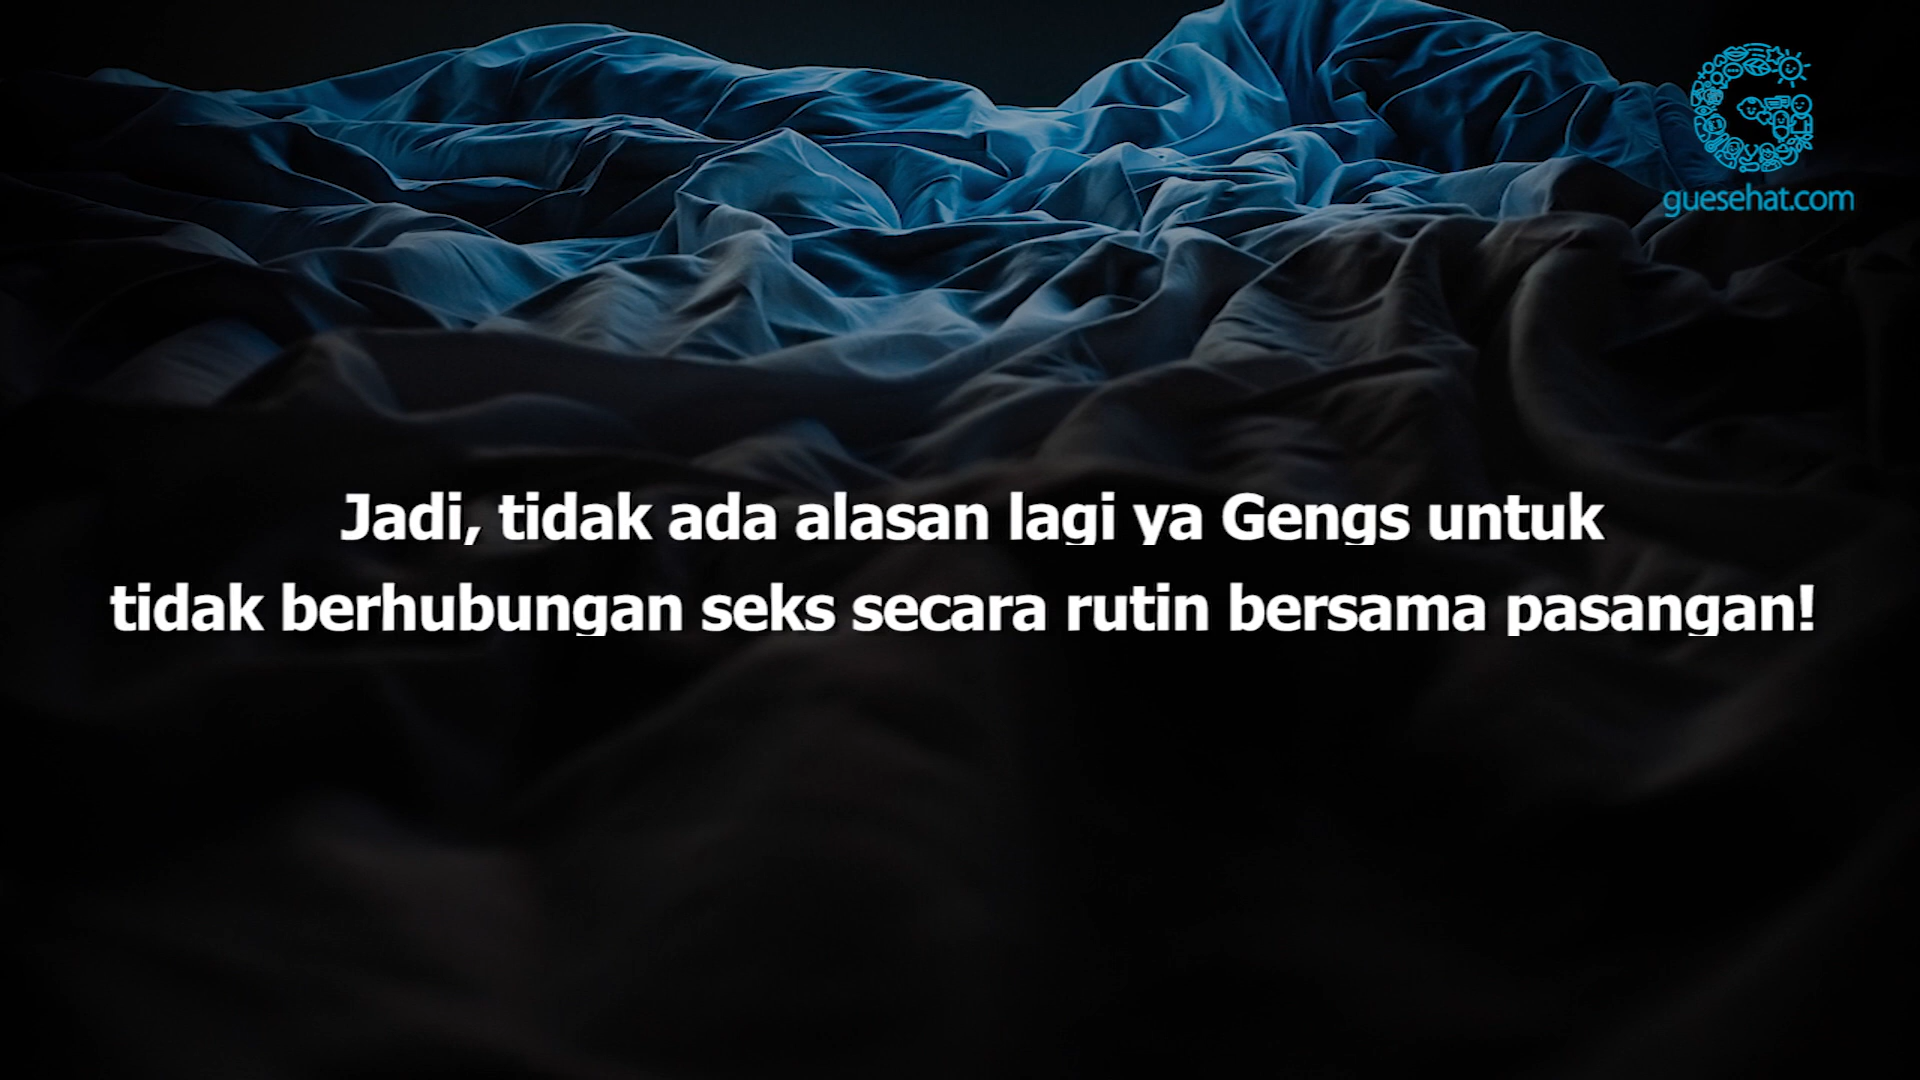 guesehat.com
Jadi, tidak ada alasan lagi ya Gengs untuk
tidak berhubungan seks secara rutin bersama pasangan!